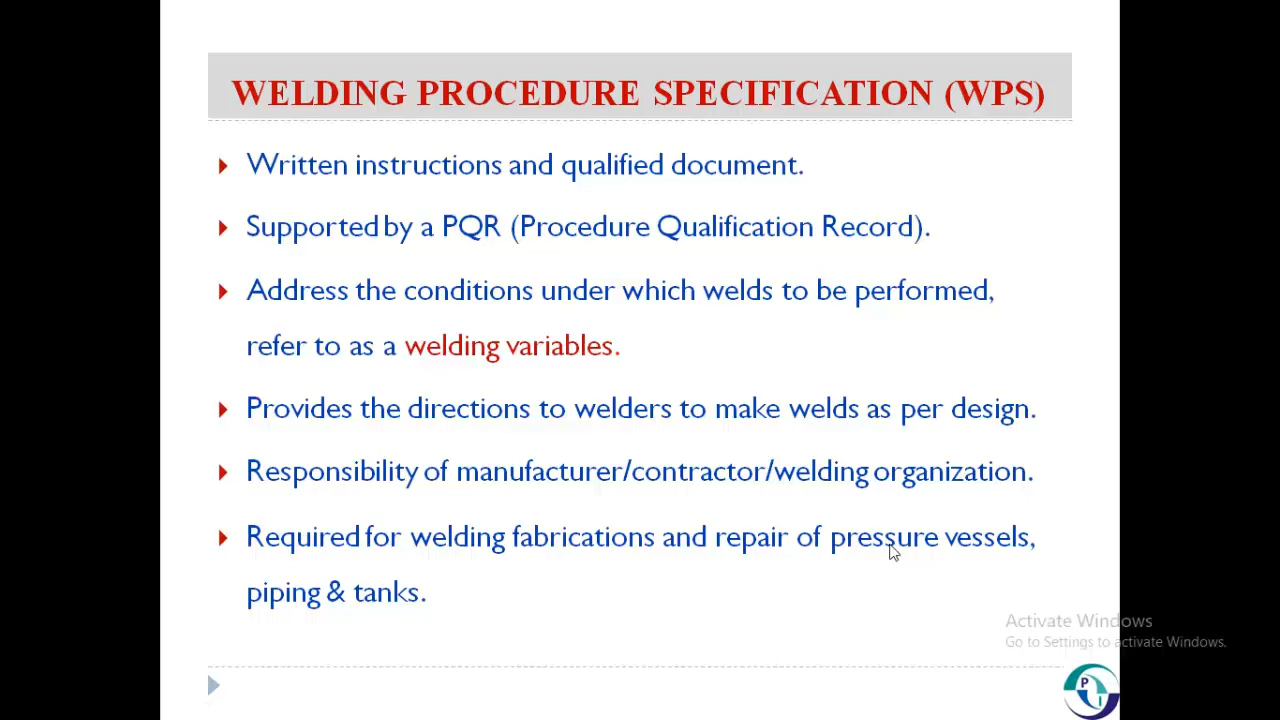 WELDING PROCEDURE SPECIFICATION (WPS)
Written instructions and qualified document.
Supported by a PQR (Procedure Qualification Record).
Address the conditions under which welds to be performed,
refer to as a welding variables.
Provides the directions to welders to make welds as per design.
Responsibility of manufacturer/contractor/welding organization.
Required for welding fabrications and repair of pressure vessels,
piping & tanks.
Activate Windows
Go to Settings to activate Windows.
P
I